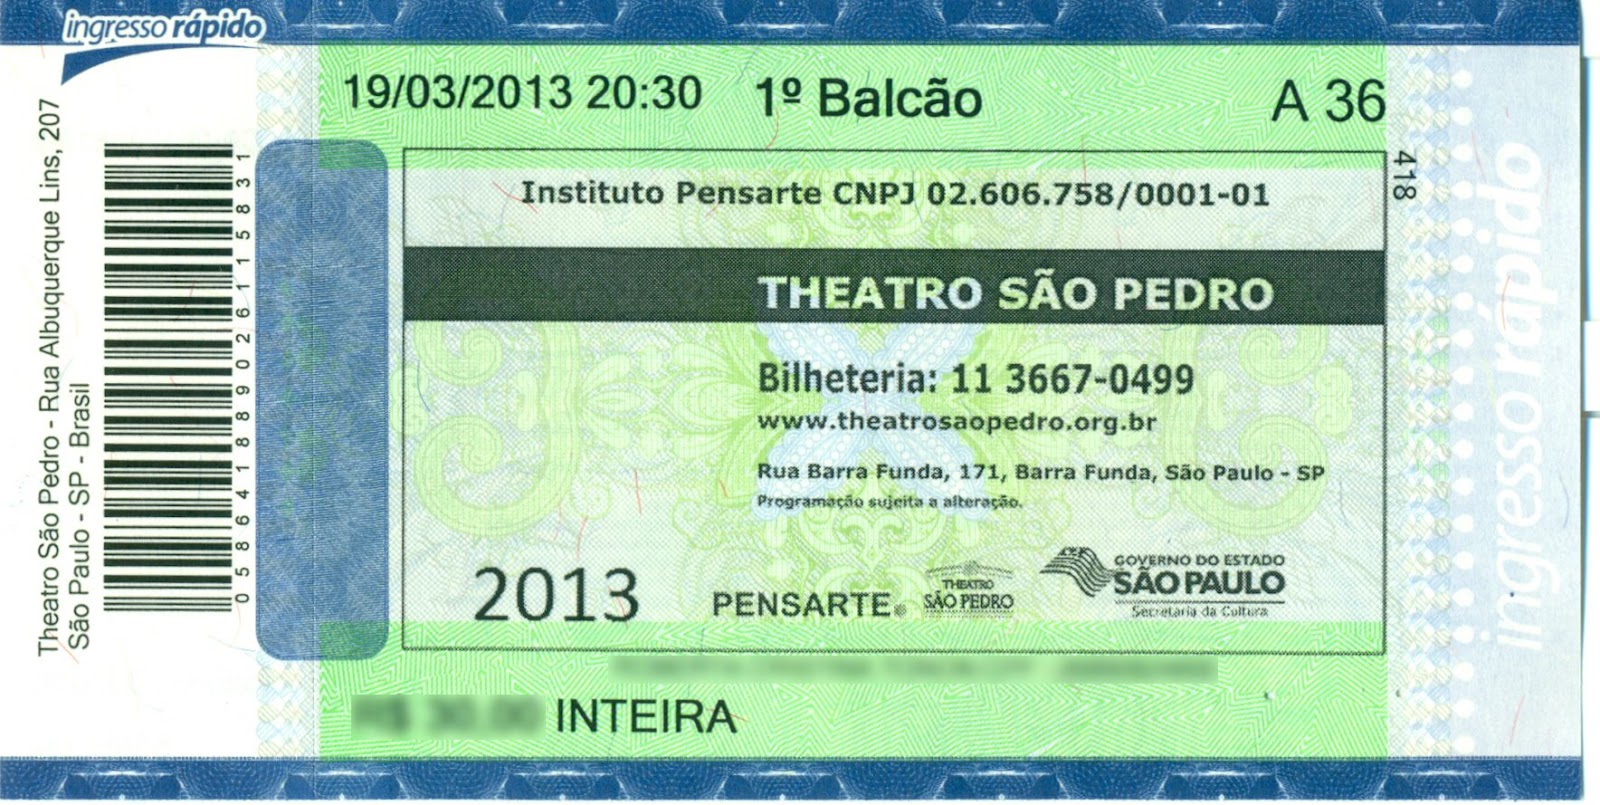 ingresso rápido
19/03/2013 20:30 1º Balcão A 36
418
Theatro São Pedro - Rua Albuquerque Lins, 207
São Paulo - SP - Brasil
0586418890261115831
Instituto Pensarte CNPJ 02.606.758/0001-01
THEATRO SÃO PEDRO
Bilheteria: 11 3667-0499
www.theatrosaopedro.org.br
Rua Barra Funda, 171, Barra Funda, São Paulo - SP
Programação sujeita a alteração.
2013
PENSARTE
THEATRO
SÃO PEDRO
GOVERNO DO ESTADO
SÃO PAULO
Secretaria da Cultura
INTEIRA
ingresso rápido